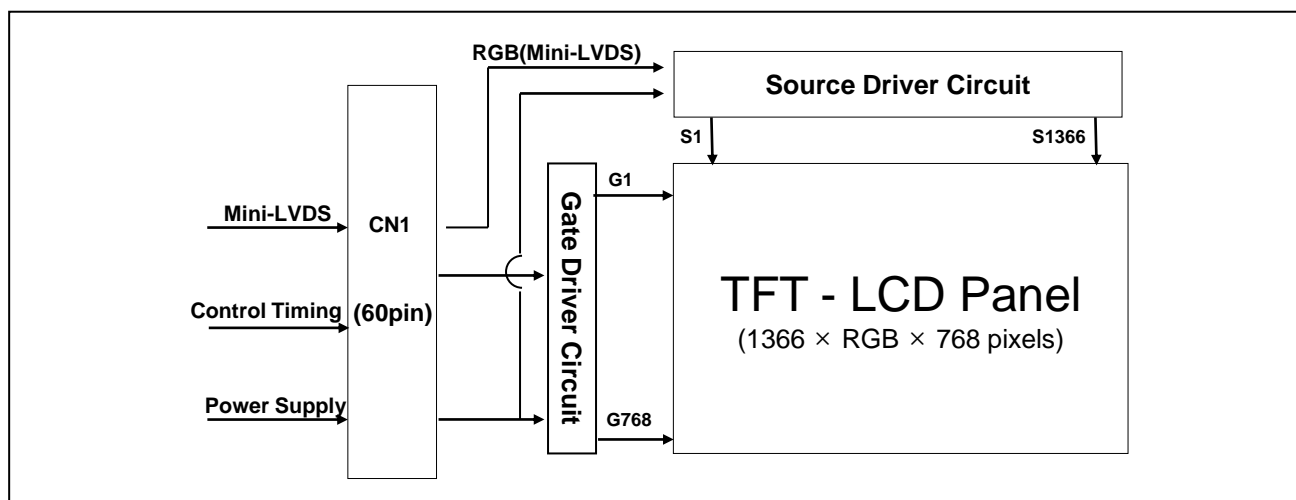 RGB(Mini-LVDS)
Source Driver Circuit
S1
S1366
Mini-LVDS
CN1
Control Timing
(60pin)
Power Supply
Gate Driver Circuit
G1
G768
TFT - LCD Panel
(1366 × RGB × 768 pixels)